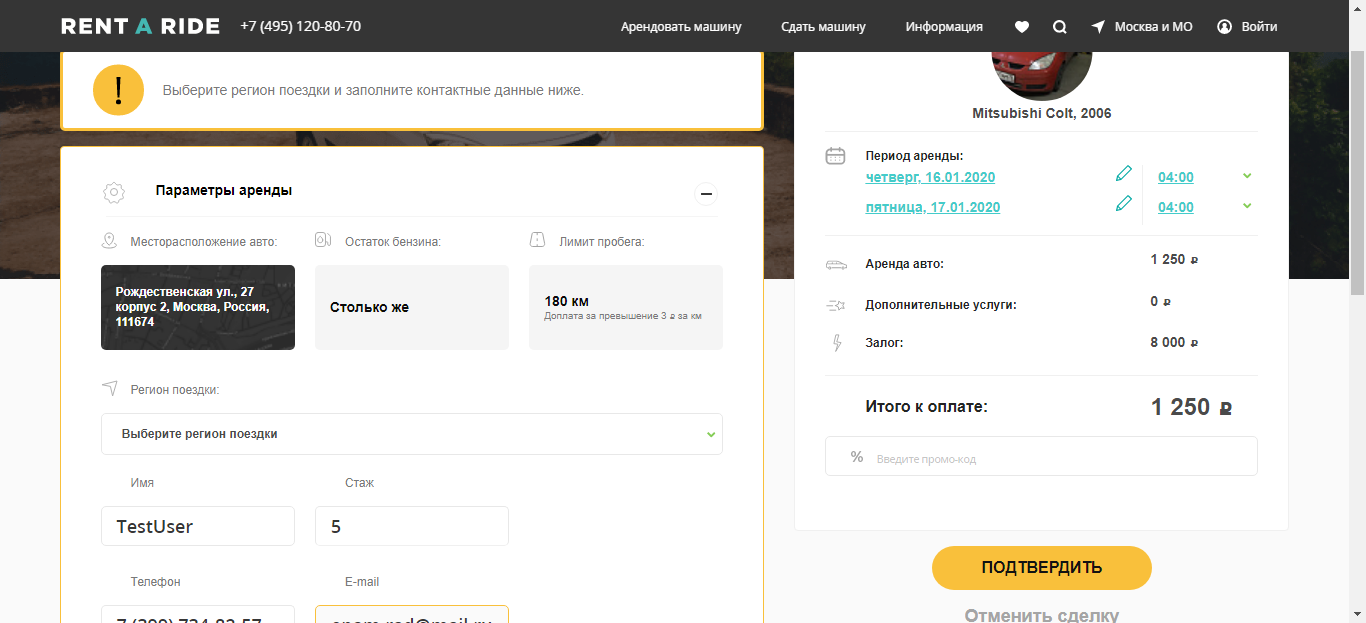 RENT A RIDE +7 (495) 120-80-70 Арендовать машину Сдать машину Информация Москва и МО Войти
!
Выберите регион поездки и заполните контактные данные ниже.
Параметры аренды
Месторасположение авто: Остаток бензина: Лимит пробега:
Рождественская ул., 27
корпус 2, Москва, Россия,
111674
Столько же
180 км
Доплата за превышение 3 ₽ за км
Регион поездки:
Выберите регион поездки
Имя Стаж
TestUser 5
Телефон E-mail
Mitsubishi Colt, 2006
Период аренды:
четверг, 16.01.2020 04:00
пятница, 17.01.2020 04:00
Аренда авто: 1 250 ₽
Дополнительные услуги: 0 ₽
Залог: 8 000 ₽
Итого к оплате: 1 250 ₽
% Введите промо-код
ПОДТВЕРДИТЬ
Отменить сделку